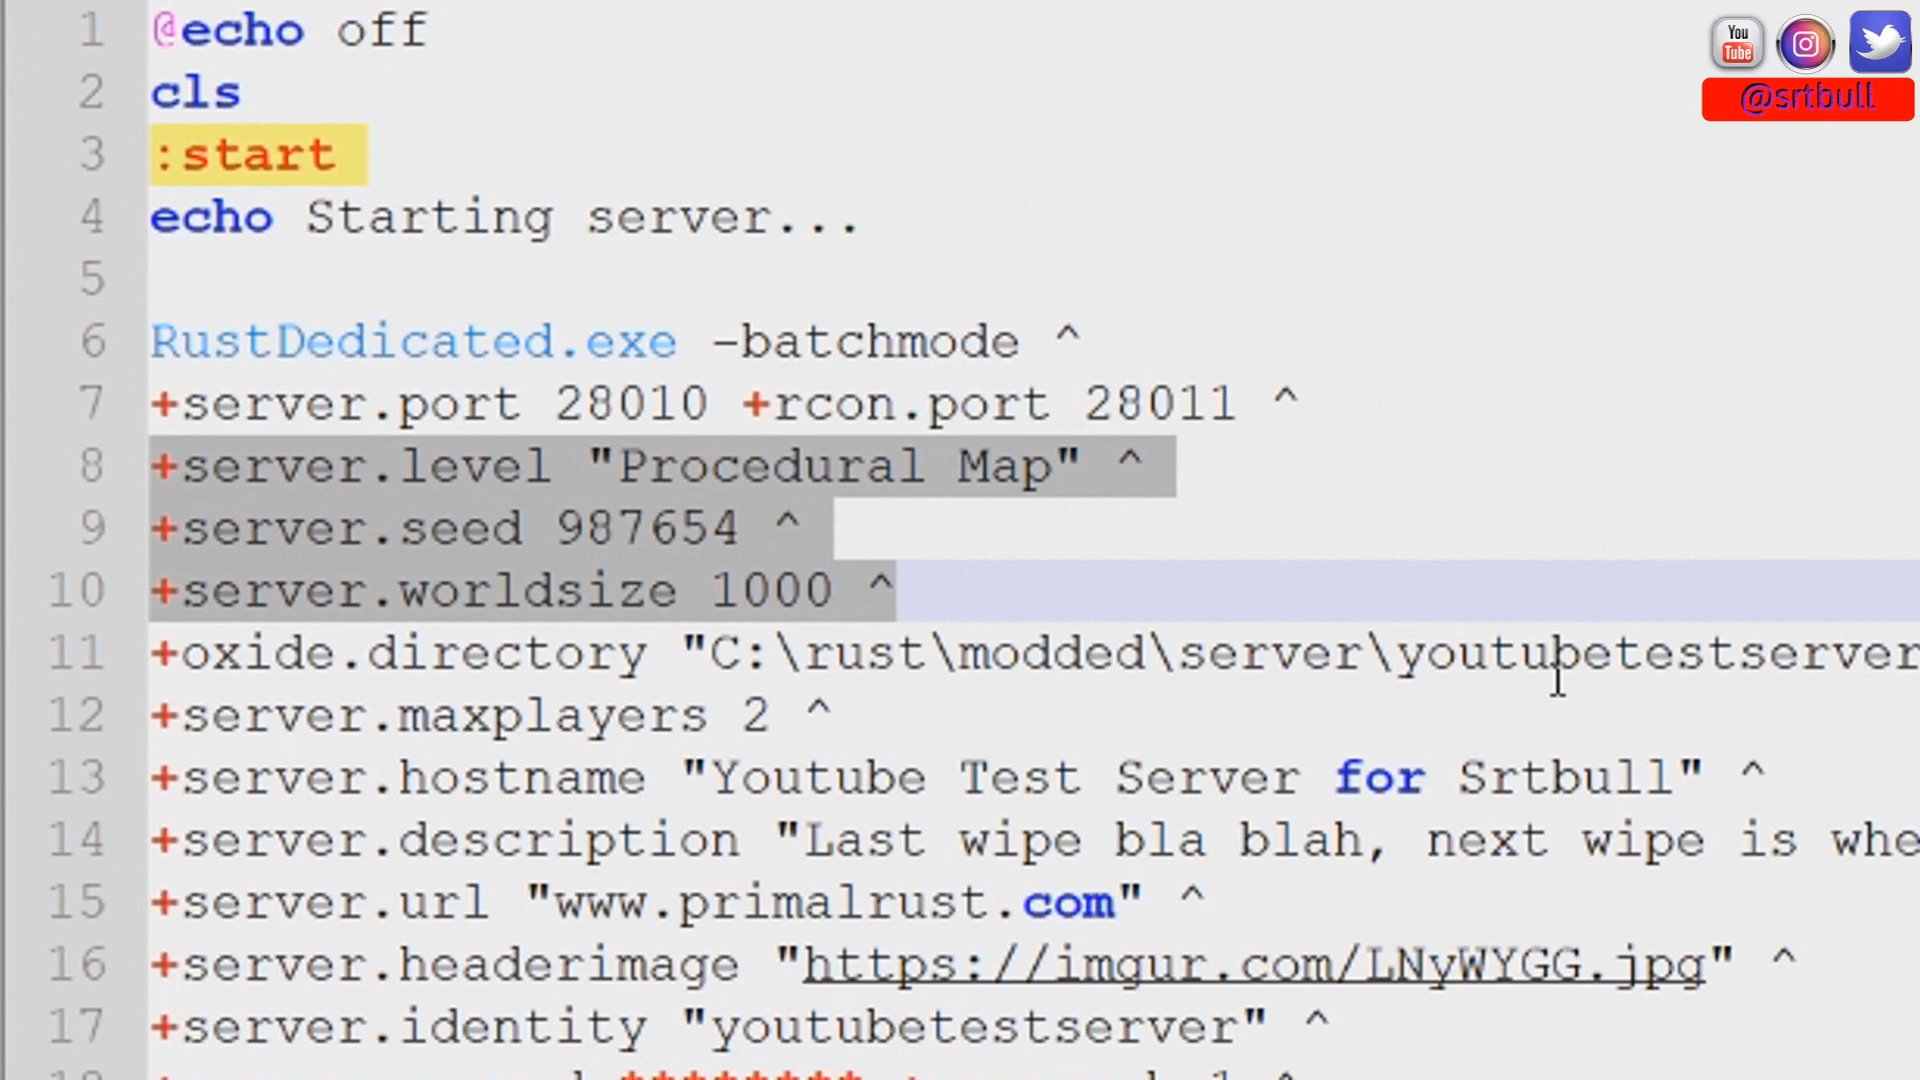 1 @echo off
You Tube
@srtbull
2 cls
3 :start
4 echo Starting server...
5
6 RustDedicated.exe -batchmode ^
7 +server.port 28010 +rcon.port 28011 ^
8 +server.level "Procedural Map" ^
9 +server.seed 987654 ^
10 +server.worldsize 1000 ^
11 +oxide.directory "C:\rust\modded\server\youtubetestserver
12 +server.maxplayers 2 ^
13 +server.hostname "Youtube Test Server for Srtbull" ^
14 +server.description "Last wipe bla blah, next wipe is whe
15 +server.url "www.primalrust.com" ^
16 +server.headerimage "https://imgur.com/LNyWYGG.jpg" ^
17 +server.identity "youtubetestserver" ^